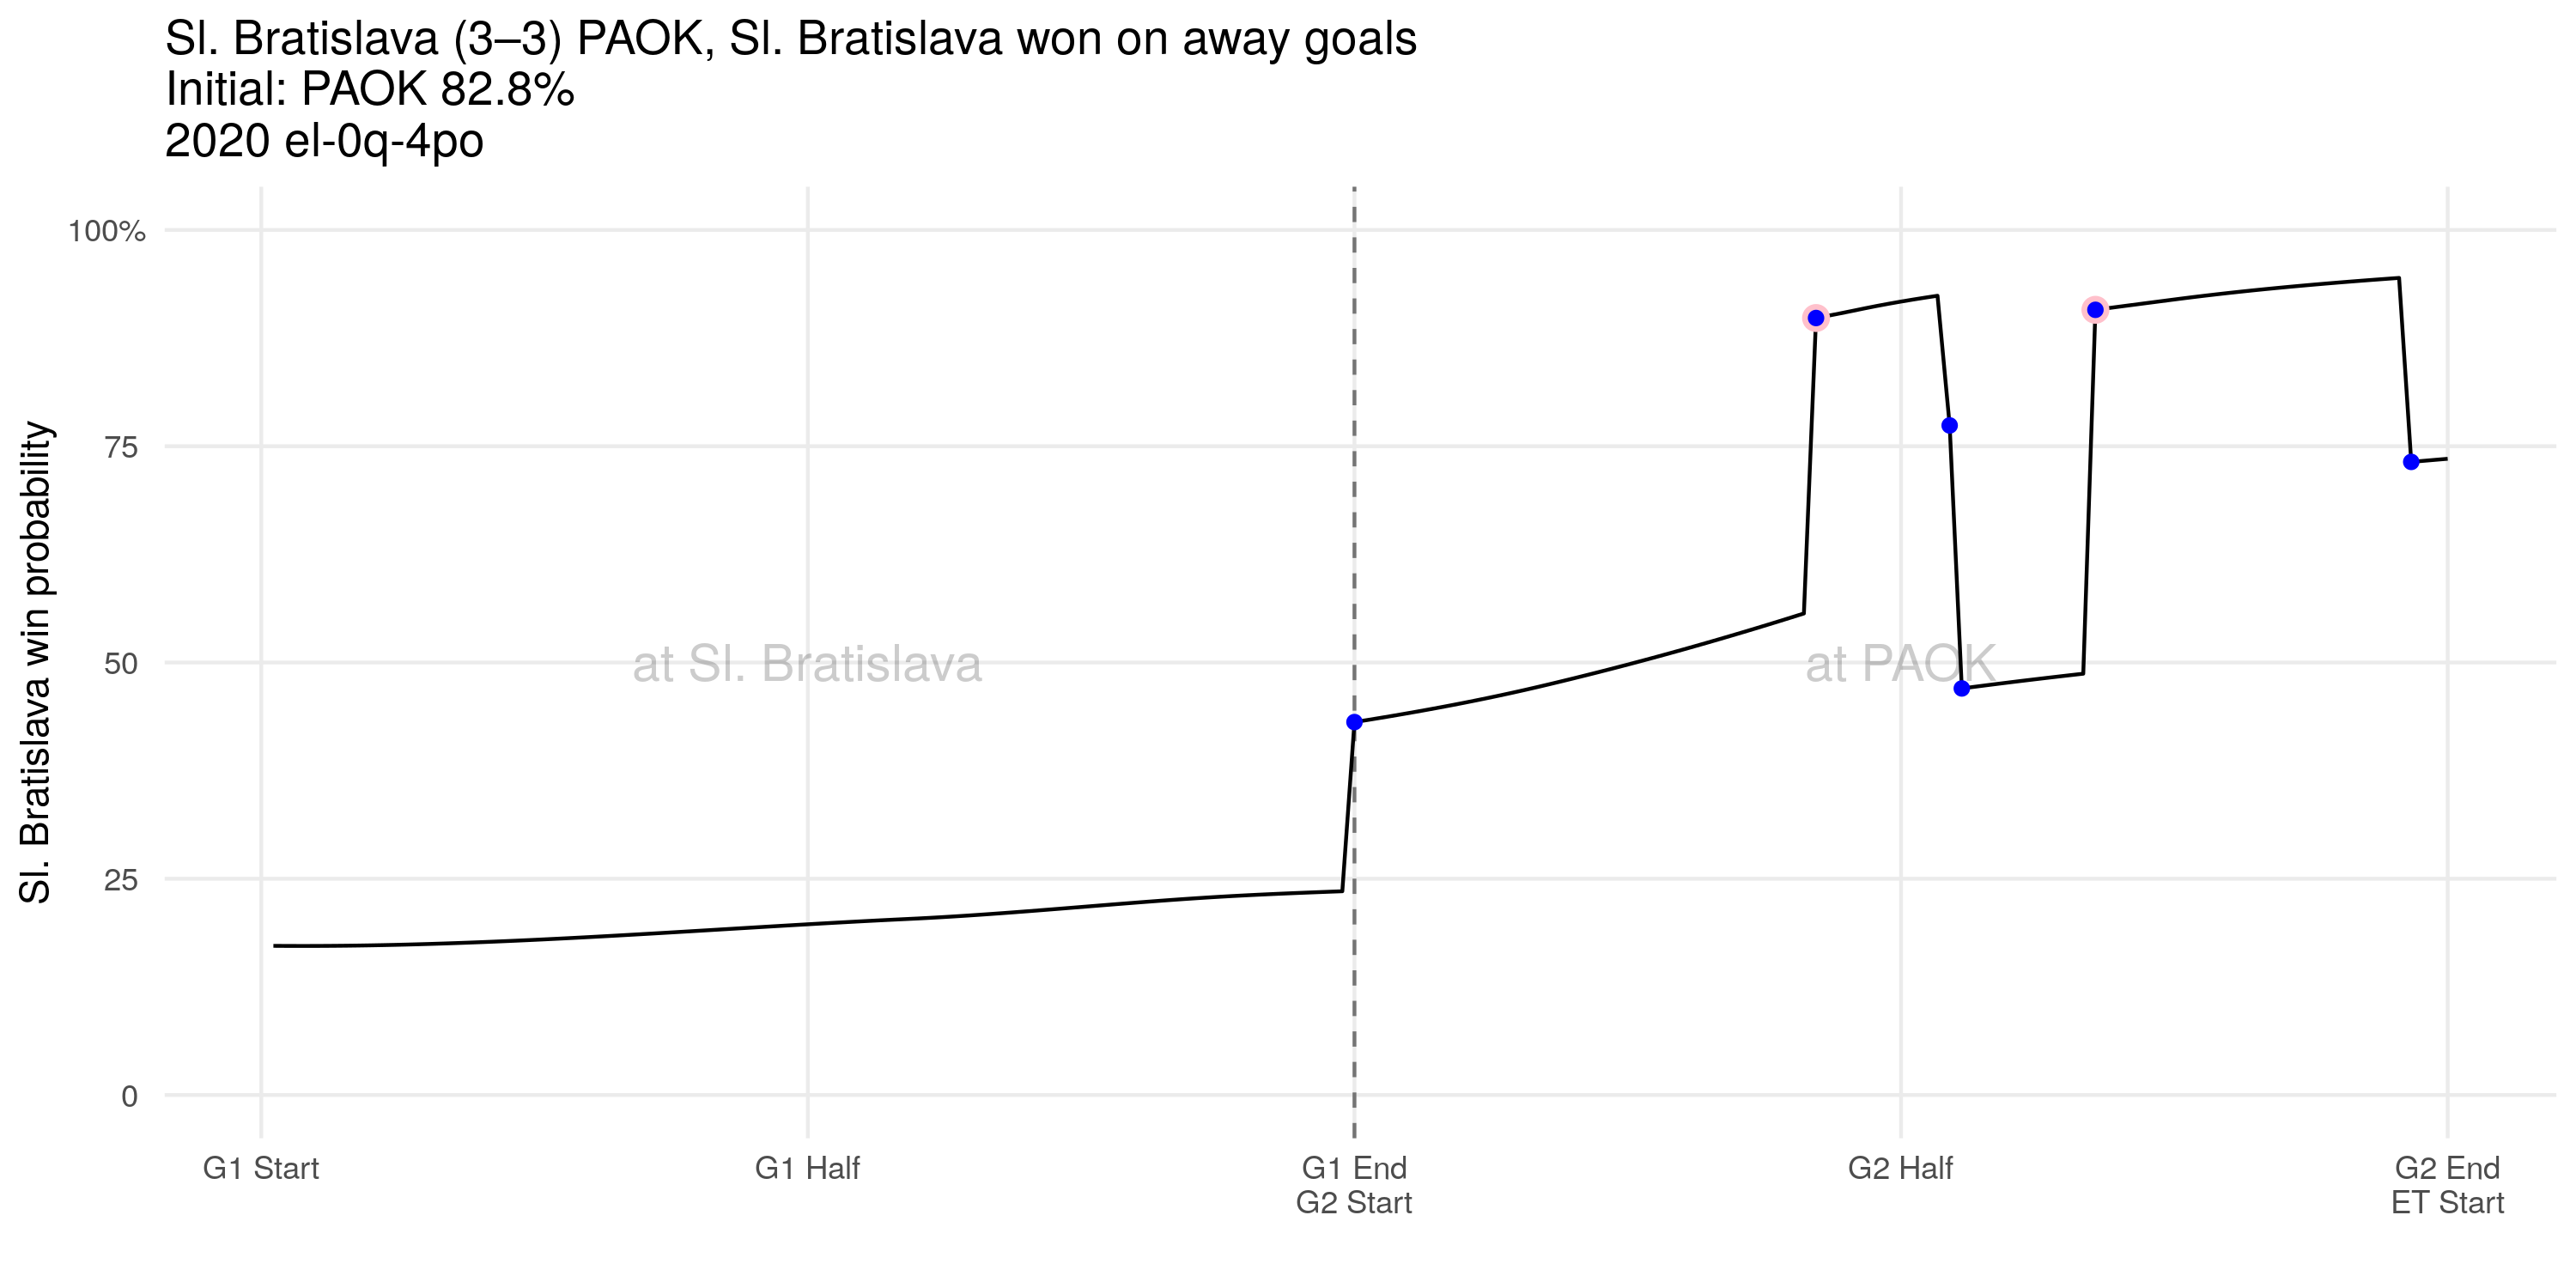 Sl. Bratislava (3–3) PAOK, Sl. Bratislava won on away goals
Initial: PAOK 82.8%
2020 el-0q-4po
Sl. Bratislava win probability
100%
75
50
25
0
at Sl. Bratislava
at PAOK
G1 Start
G1 Half
G1 End
G2 Start
G2 Half
G2 End
ET Start